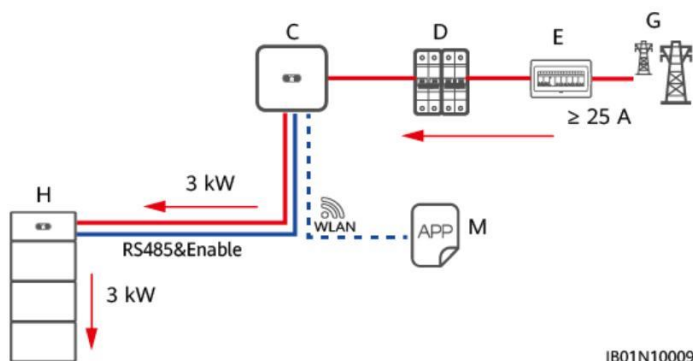 C
D
E
G
≥ 25 A
3 kW
H
WLAN
APP
M
RS485&Enable
3 kW
IB01N10009